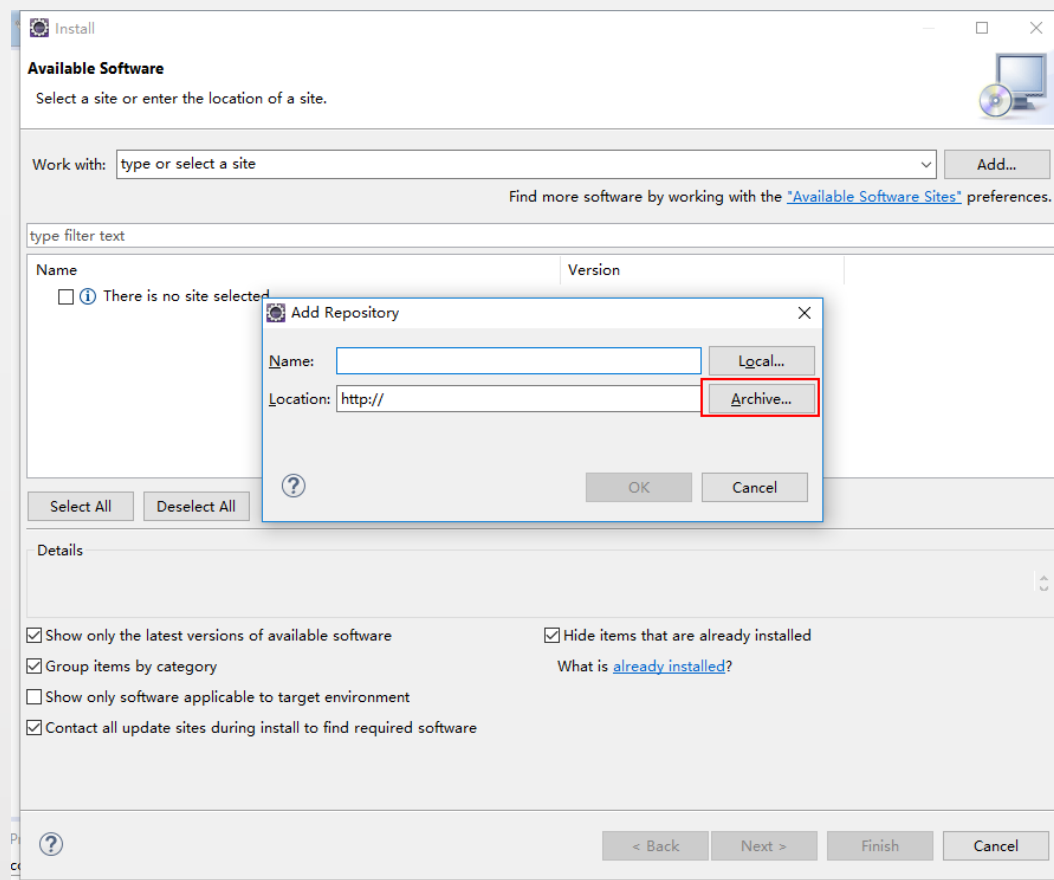 Install
Available Software
Select a site or enter the location of a site.
Work with: type or select a site Add...
Find more software by working with the "Available Software Sites" preferences.
type filter text
Name Version
There is no site selected
Add Repository
Name: Local...
Location: http:// Archive...
OK Cancel
Select All Deselect All
Details
Show only the latest versions of available software Hide items that are already installed
Group items by category What is already installed?
Show only software applicable to target environment
Contact all update sites during install to find required software
< Back Next > Finish Cancel